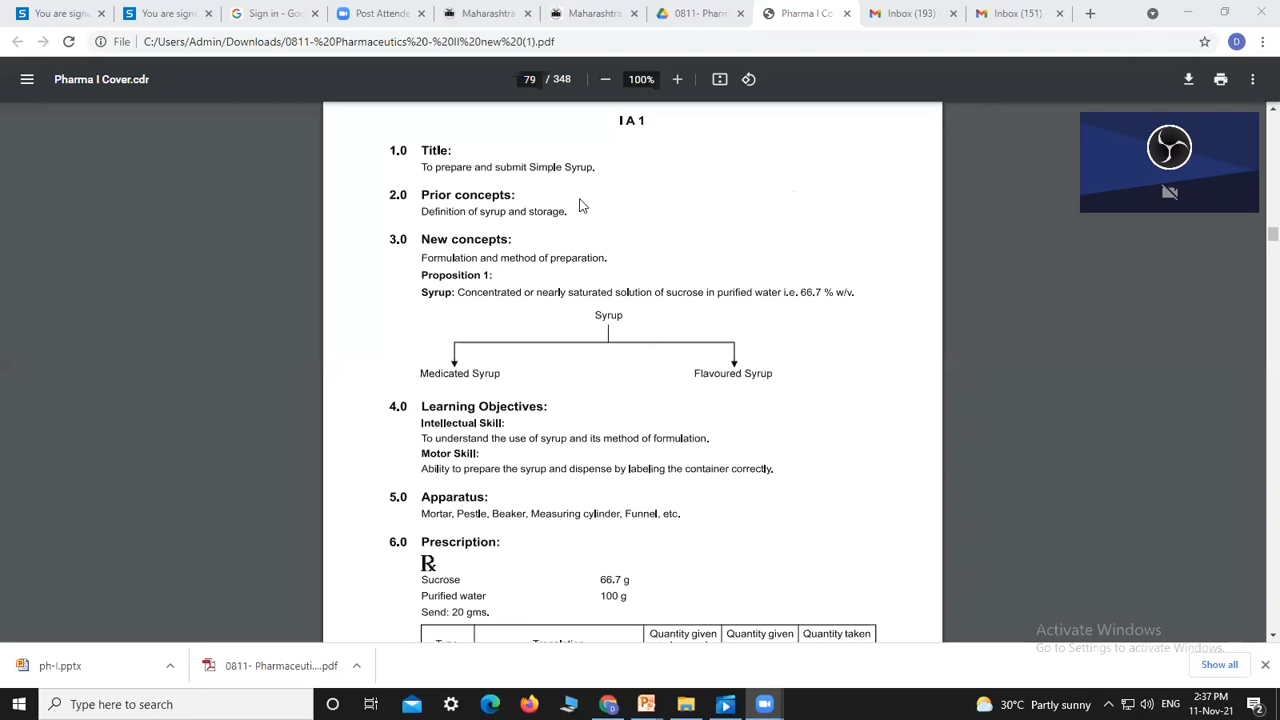 You are signe
You are signe
Sign in - Goo
Post Attende
Maharashtra
Maharashtra
0811- Pharm
Pharma I Cov
Inbox (193)
Inbox (151)
File C:/Users/Admin/Downloads/0811-%20Pharmaceutics%20-%20II%20new%20(1).pdf
D
Pharma I Cover.cdr
79 / 348
100%
I A 1
1.0 Title:
To prepare and submit Simple Syrup.
2.0 Prior concepts:
Definition of syrup and storage.
3.0 New concepts:
Formulation and method of preparation.
Proposition 1:
Syrup: Concentrated or nearly saturated solution of sucrose in purified water i.e. 66.7 % w/v.
Syrup
Medicated Syrup Flavoured Syrup
4.0 Learning Objectives:
Intellectual Skill:
To understand the use of syrup and its method of formulation.
Motor Skill:
Ability to prepare the syrup and dispense by labeling the container correctly.
5.0 Apparatus:
Mortar, Pestle, Beaker, Measuring cylinder, Funnel, etc.
6.0 Prescription:
℞
Sucrose 66.7 g
Purified water 100 g
Send: 20 gms.
Quantity given Quantity given Quantity taken
Activate Windows
Go to Settings to activate Windows.
ph-I.pptx
0811- Pharmaceuti....pdf
Show all
Type here to search
30°C Partly sunny
ENG
2:37 PM
11-Nov-21
2